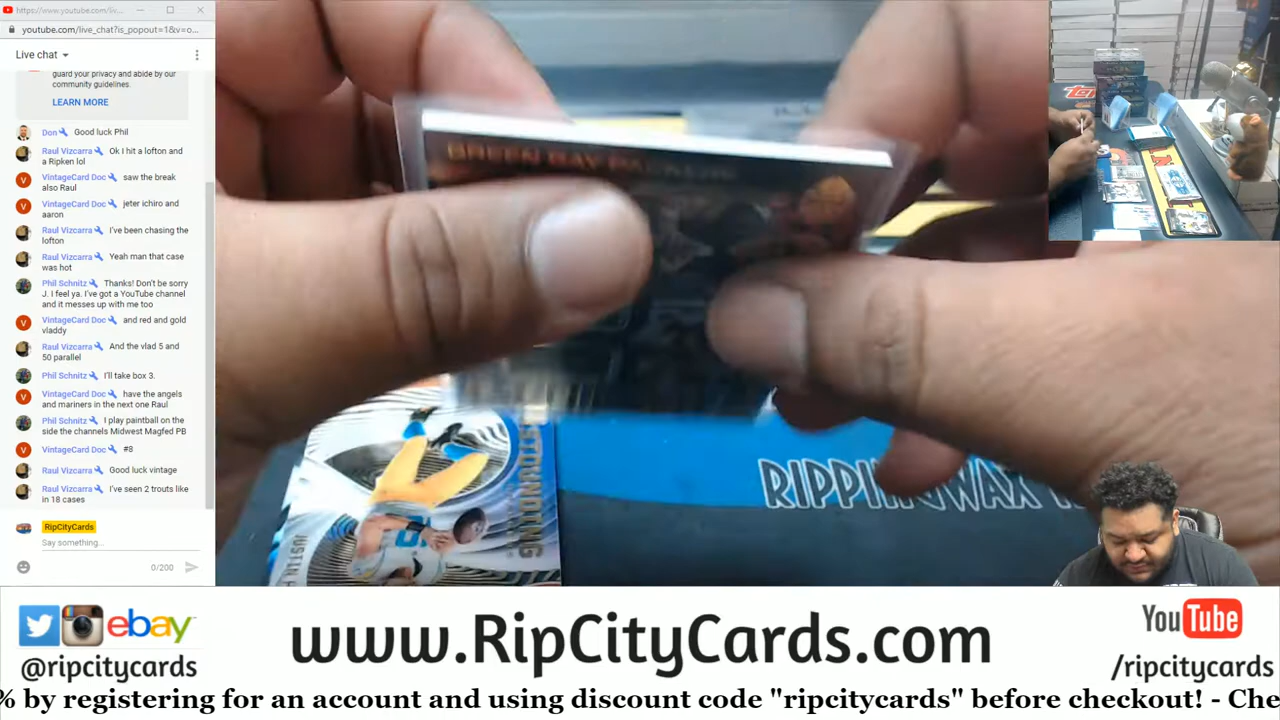 https://www.youtube.com/liv...
youtube.com/live_chat?is_popout=1&v=o...
Live chat
guard your privacy and abide by our
community guidelines.
LEARN MORE
Don Good luck Phil
Raul Vizcarra Ok I hit a lofton and
a Ripken lol
VintageCard Doc saw the break
also Raul
VintageCard Doc jeter ichiro and
aaron
Raul Vizcarra I've been chasing the
lofton
Raul Vizcarra Yeah man that case
was hot
Phil Schnitz Thanks! Don't be sorry
J. I feel ya. I've got a YouTube channel
and it messes up with me too
VintageCard Doc and red and gold
vladdy
Raul Vizcarra And the vlad 5 and
50 parallel
Phil Schnitz I'll take box 3.
VintageCard Doc have the angels
and mariners in the next one Raul
Phil Schnitz I play paintball on the
side the channels Midwest Magfed PB
VintageCard Doc #8
Raul Vizcarra Good luck vintage
Raul Vizcarra I've seen 2 trouts like
in 18 cases
RipCityCards
Say something...
0/200
GREEN BAY PACKERS
JUSTIN
RIPPINGWAX
ebay
@ripcitycards
www.RipCityCards.com
YouTube
/ripcitycards
% by registering for an account and using discount code "ripcitycards" before checkout! - Che